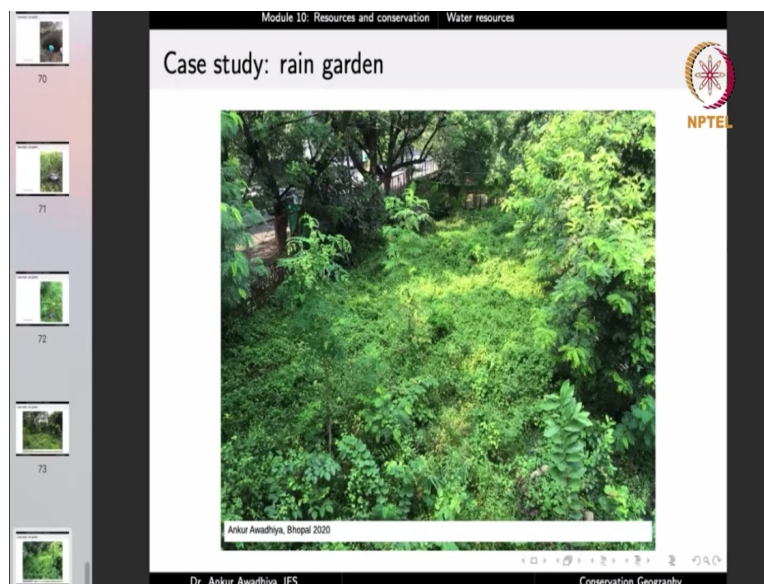 Module 10: Resources and conservation Water resources
Case study: rain garden
NPTEL
70
71
72
73
Ankur Awadhiya, Bhopal 2020
Dr. Ankur Awadhiya, IFS Conservation Geography